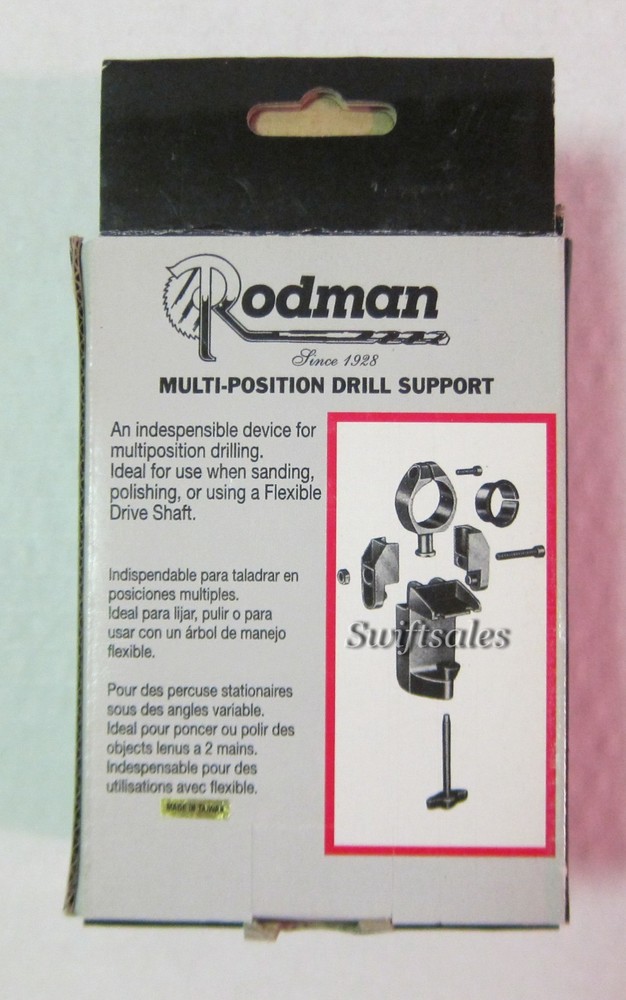 Rodman
Since 1928
MULTI-POSITION DRILL SUPPORT
An indespensible device for
multiposition drilling.
Ideal for use when sanding,
polishing, or using a Flexible
Drive Shaft.
Indispendable para taladrar en
posiciones multiples.
Ideal para lijar, pulir o para
usar con un árbol de manejo
flexible.
Pour des percuse stationaires
sous des angles variable.
Ideal pour poncer ou polir des
objects lenus a 2 mains.
Indespensable pour des
utilisations avec flexible.
MADE IN TAIWAN
Swiftsales